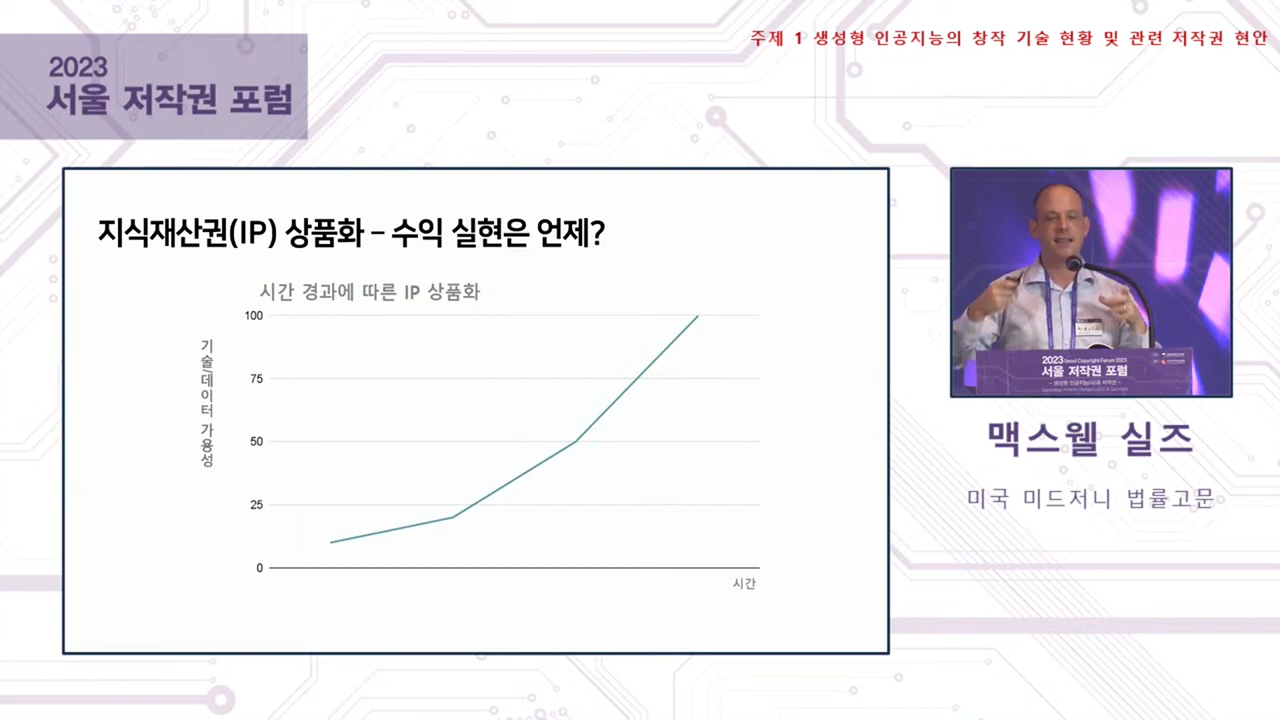 주제 1 생성형 인공지능의 창작 기술 현황 및 관련 저작권 현안
2023
서울 저작권 포럼
지식재산권(IP) 상품화 – 수익 실현은 언제?
시간 경과에 따른 IP 상품화
기술/데이터 가용성
100
75
50
25
0
시간
2023 Seoul Copyright Forum 2023
서울 저작권 포럼
맥스웰 실즈
미국 미드저니 법률고문